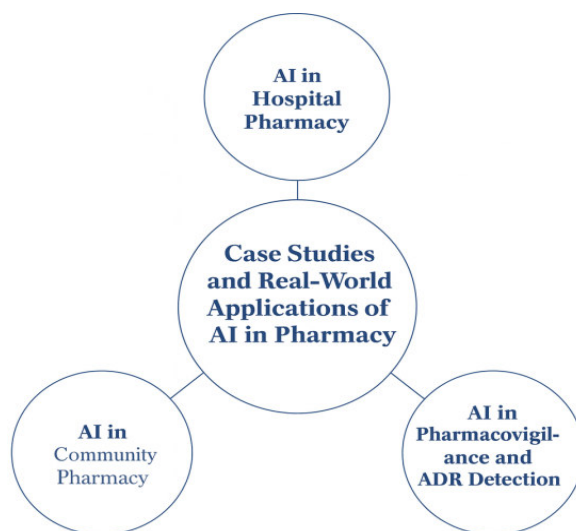 AI in
Hospital
Pharmacy
Case Studies
and Real-World
Applications of
AI in Pharmacy
AI in
Community
Pharmacy
AI in
Pharmacovigil-
ance and
ADR Detection